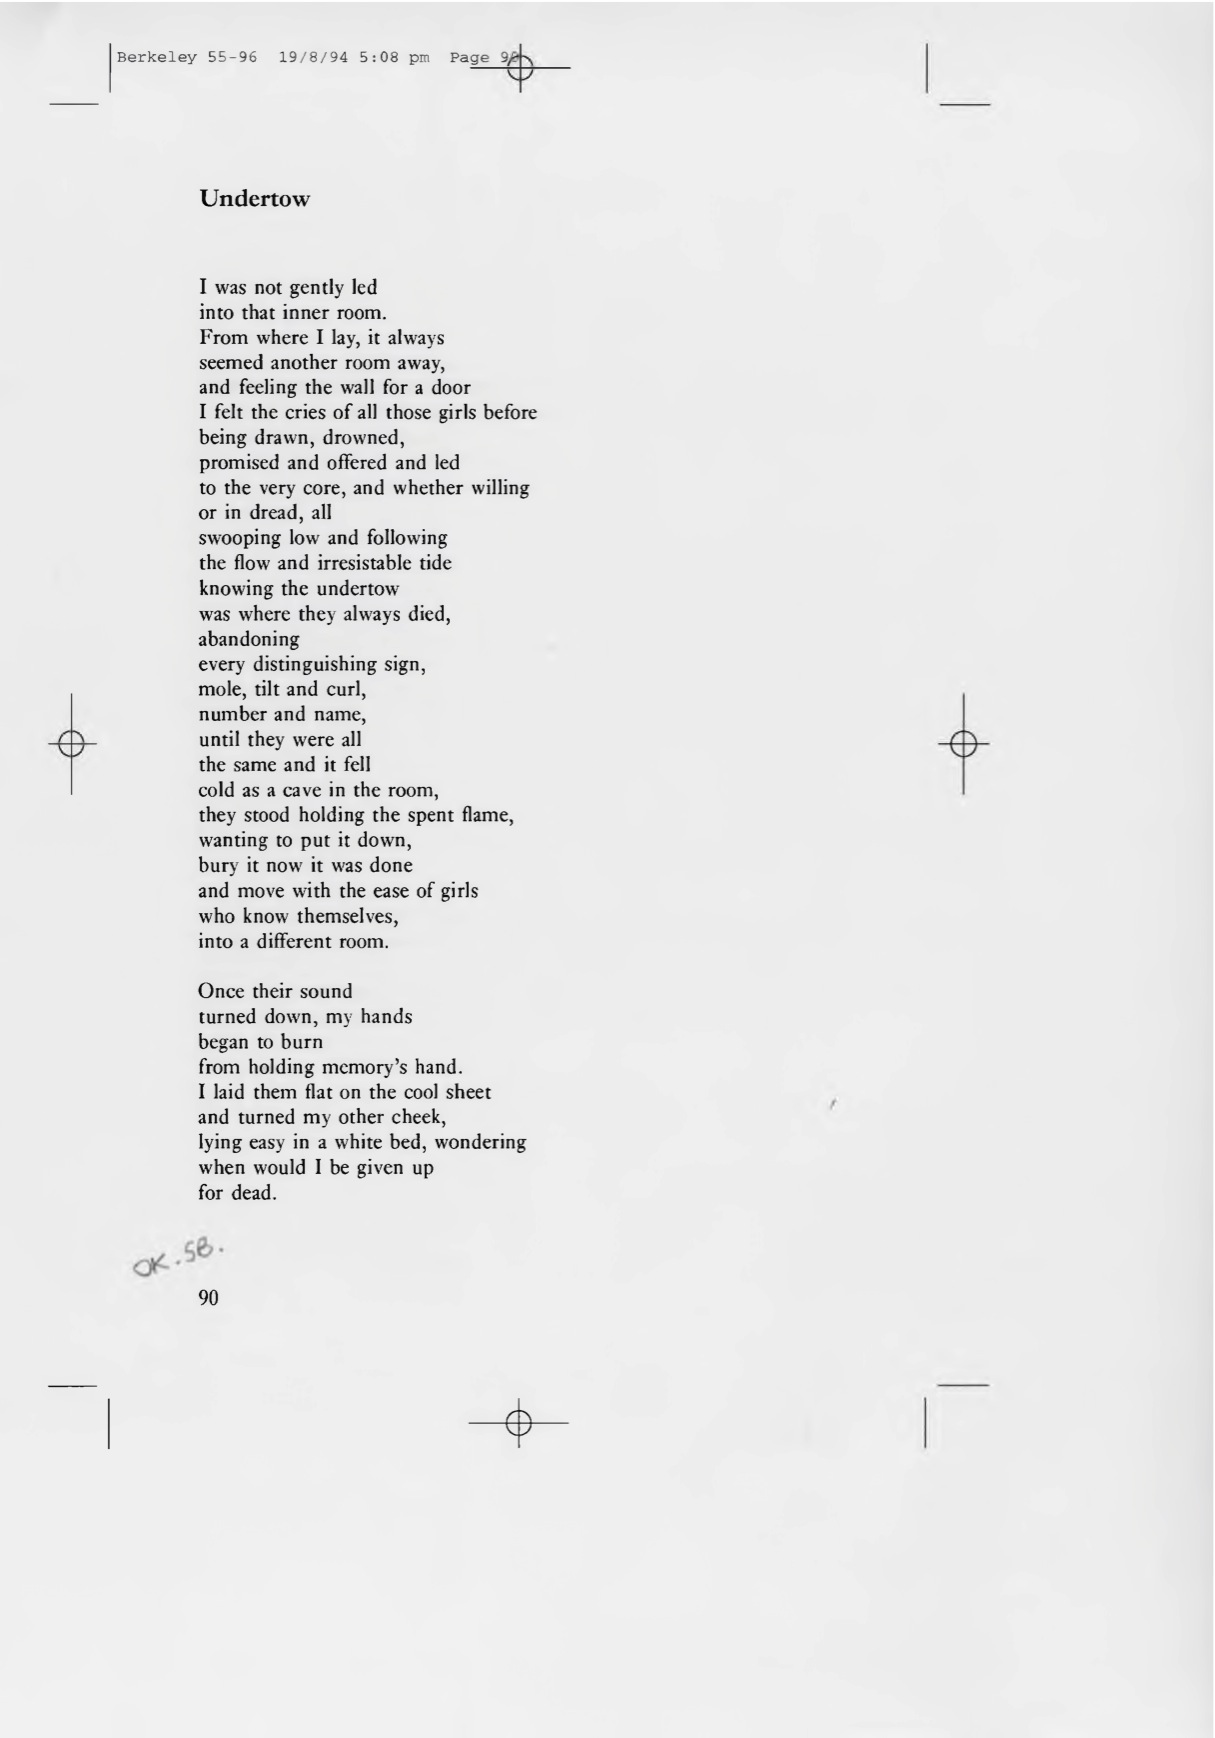 Berkeley 55-96 19/8/94 5:08 pm Page 90
Undertow
I was not gently led
into that inner room.
From where I lay, it always
seemed another room away,
and feeling the wall for a door
I felt the cries of all those girls before
being drawn, drowned,
promised and offered and led
to the very core, and whether willing
or in dread, all
swooping low and following
the flow and irresistable tide
knowing the undertow
was where they always died,
abandoning
every distinguishing sign,
mole, tilt and curl,
number and name,
until they were all
the same and it fell
cold as a cave in the room,
they stood holding the spent flame,
wanting to put it down,
bury it now it was done
and move with the ease of girls
who know themselves,
into a different room.
Once their sound
turned down, my hands
began to burn
from holding memory's hand.
I laid them flat on the cool sheet
and turned my other cheek,
lying easy in a white bed, wondering
when would I be given up
for dead.
OK. SB.
90